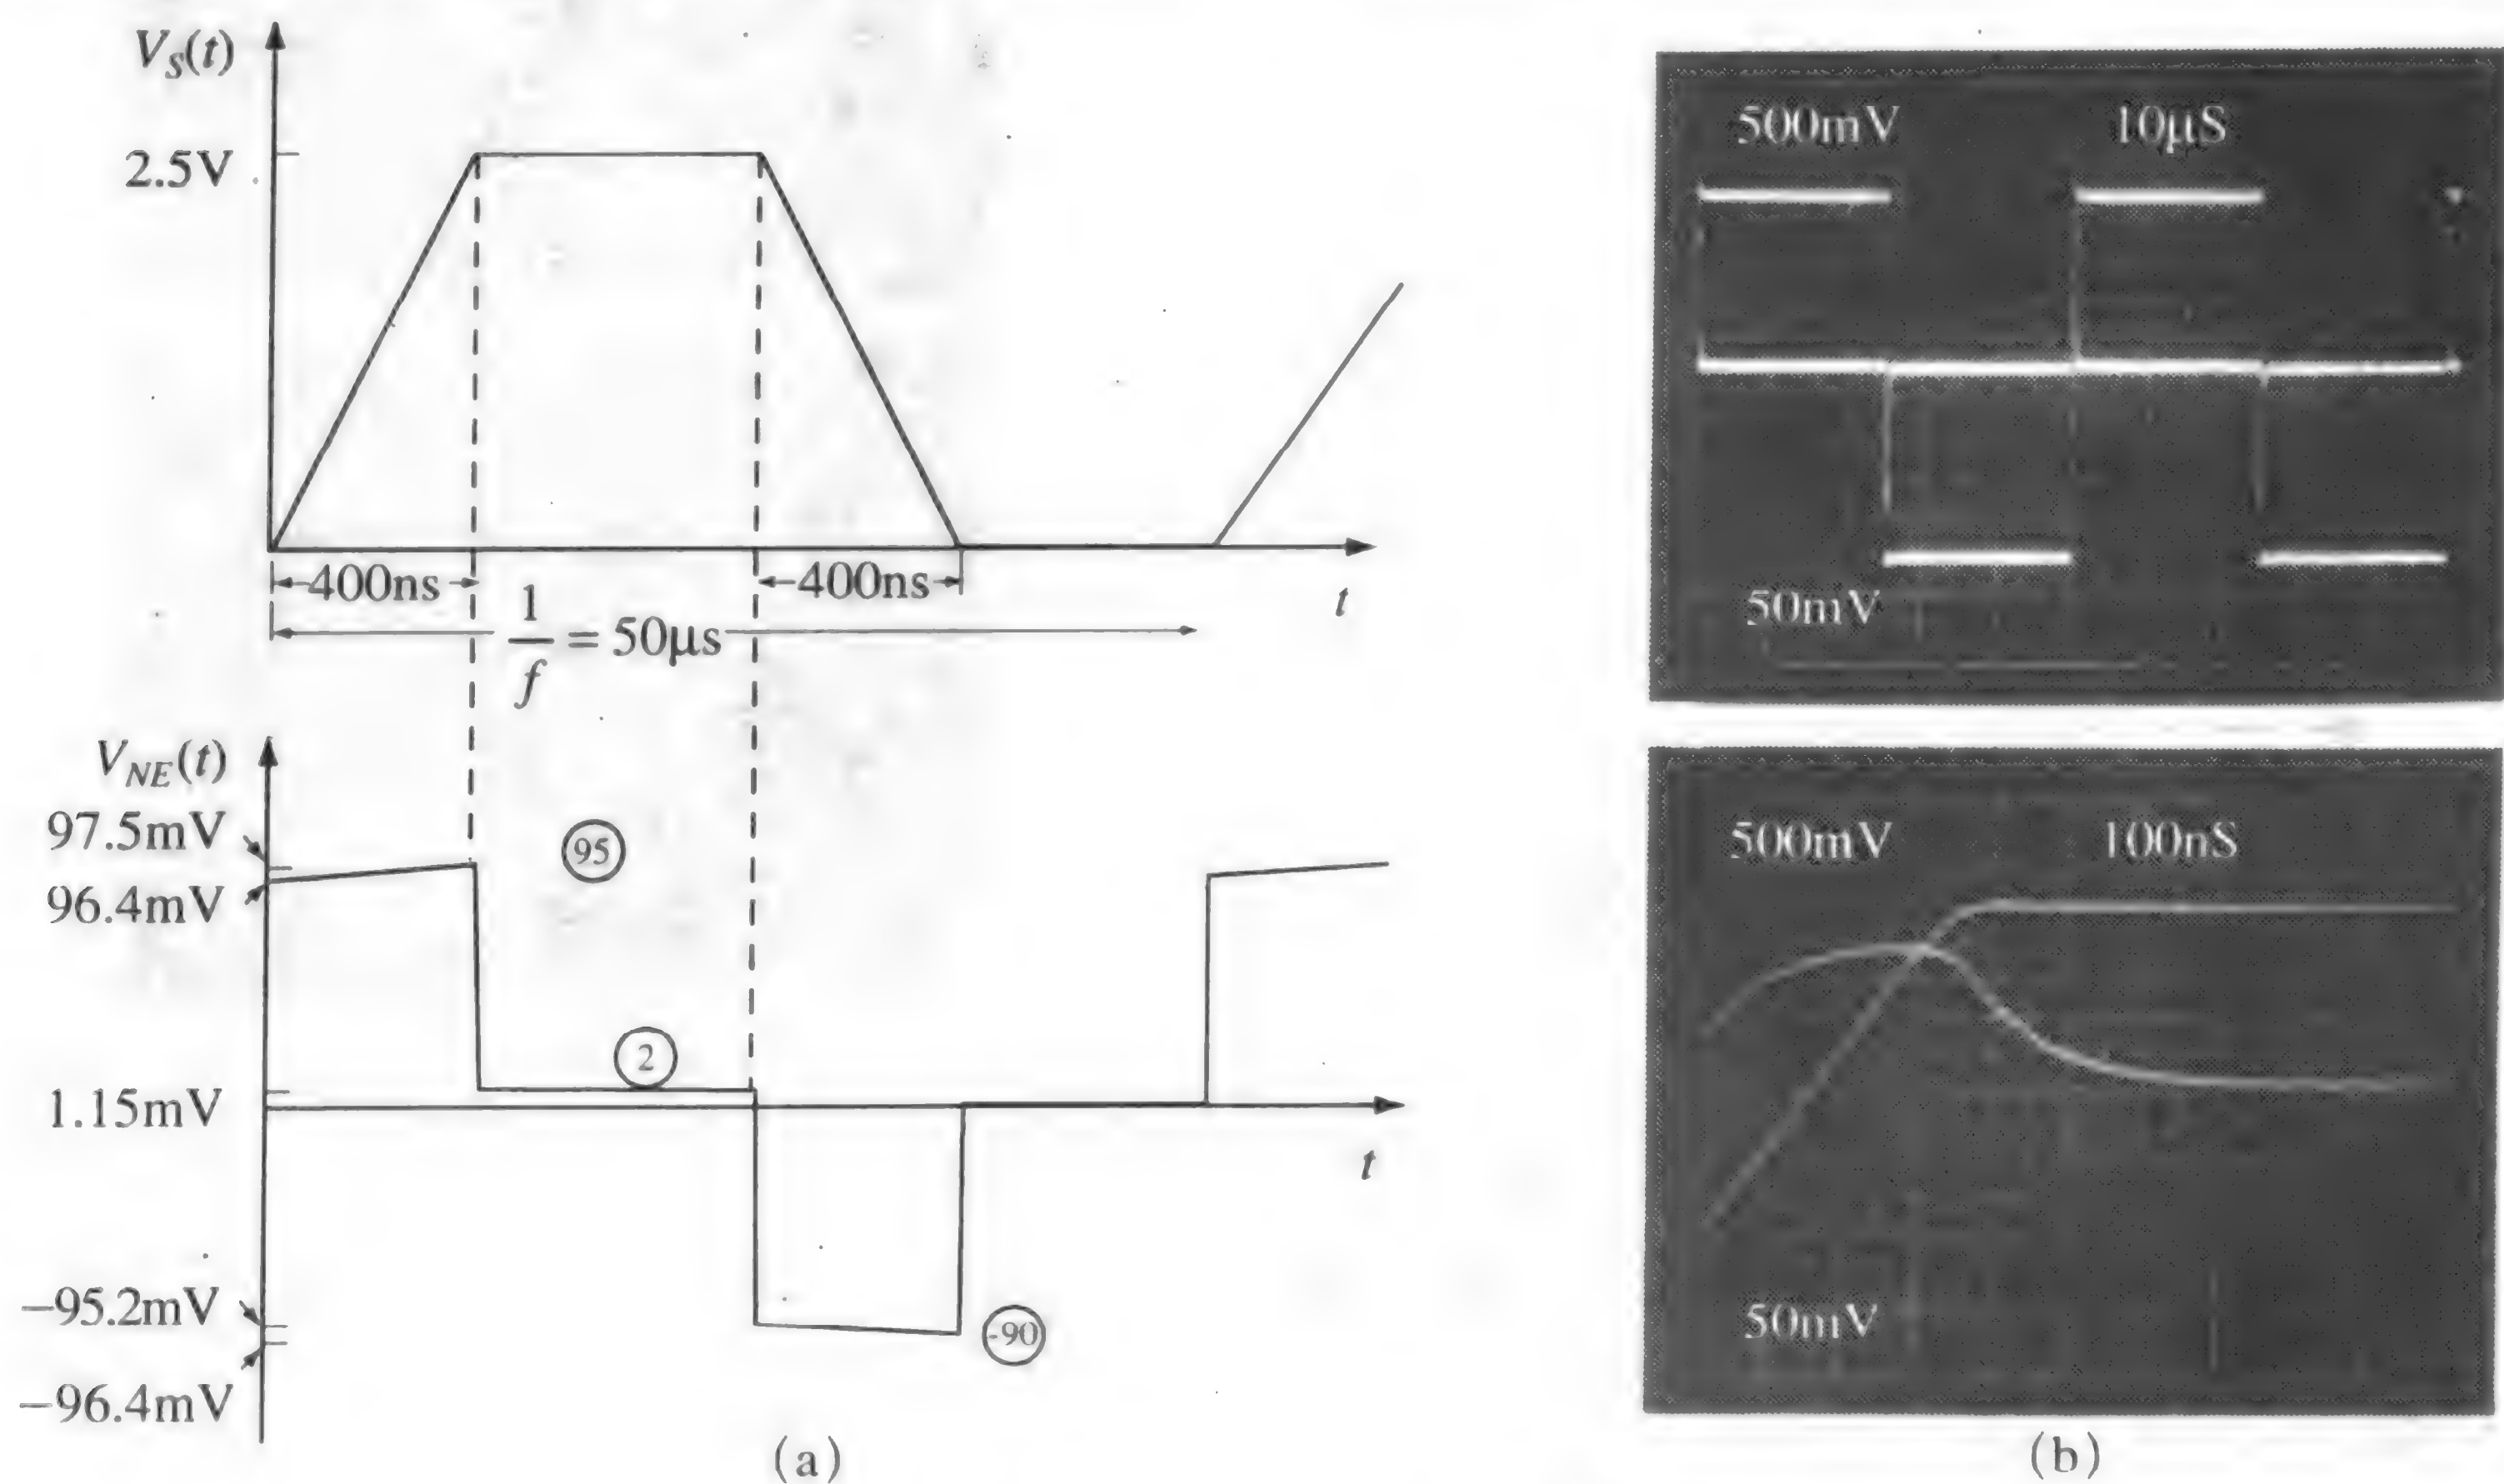 V_S(t)
2.5V
400ns
400ns
t
1/f = 50μs
V_NE(t)
97.5mV
96.4mV
95
2
1.15mV
t
−95.2mV
−96.4mV
-90
(a)
500mV 10μS
50mV
500mV 100nS
50mV
(b)